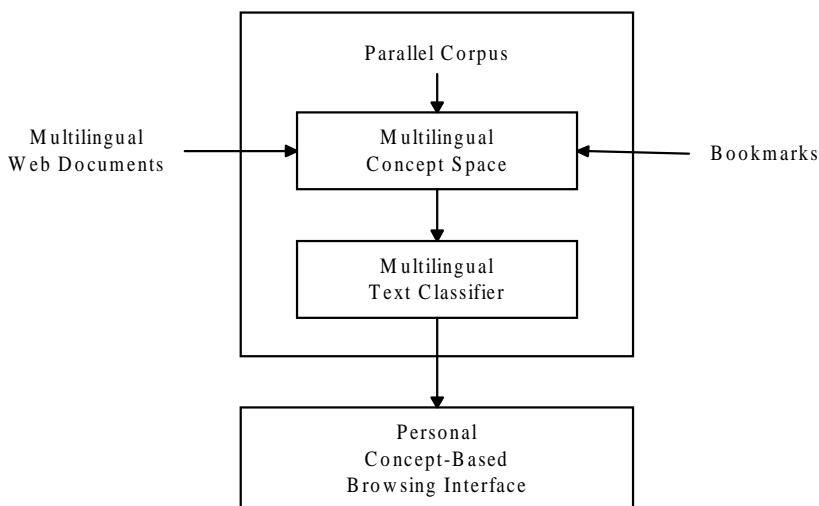 Parallel Corpus
Multilingual
Web Documents
Multilingual
Concept Space
Bookmarks
Multilingual
Text Classifier
Personal
Concept-Based
Browsing Interface